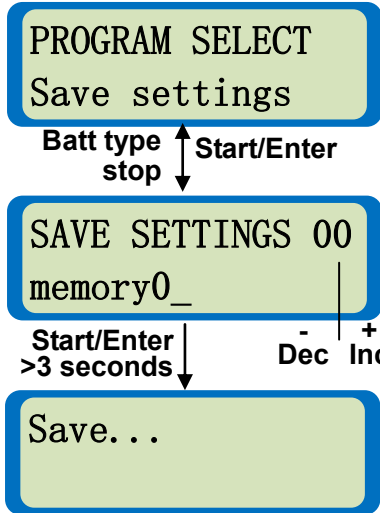 PROGRAM SELECT
Save settings
Batt type
stop
Start/Enter
SAVE SETTINGS 00
memory0_
Start/Enter
>3 seconds
- +
Dec Inc
Save...